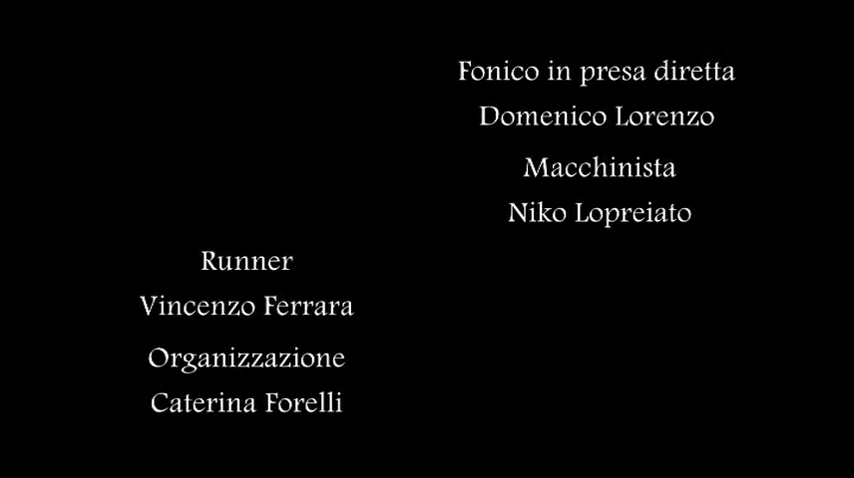 Fonico in presa diretta
Domenico Lorenzo
Macchinista
Niko Lopreiato
Runner
Vincenzo Ferrara
Organizzazione
Caterina Forelli